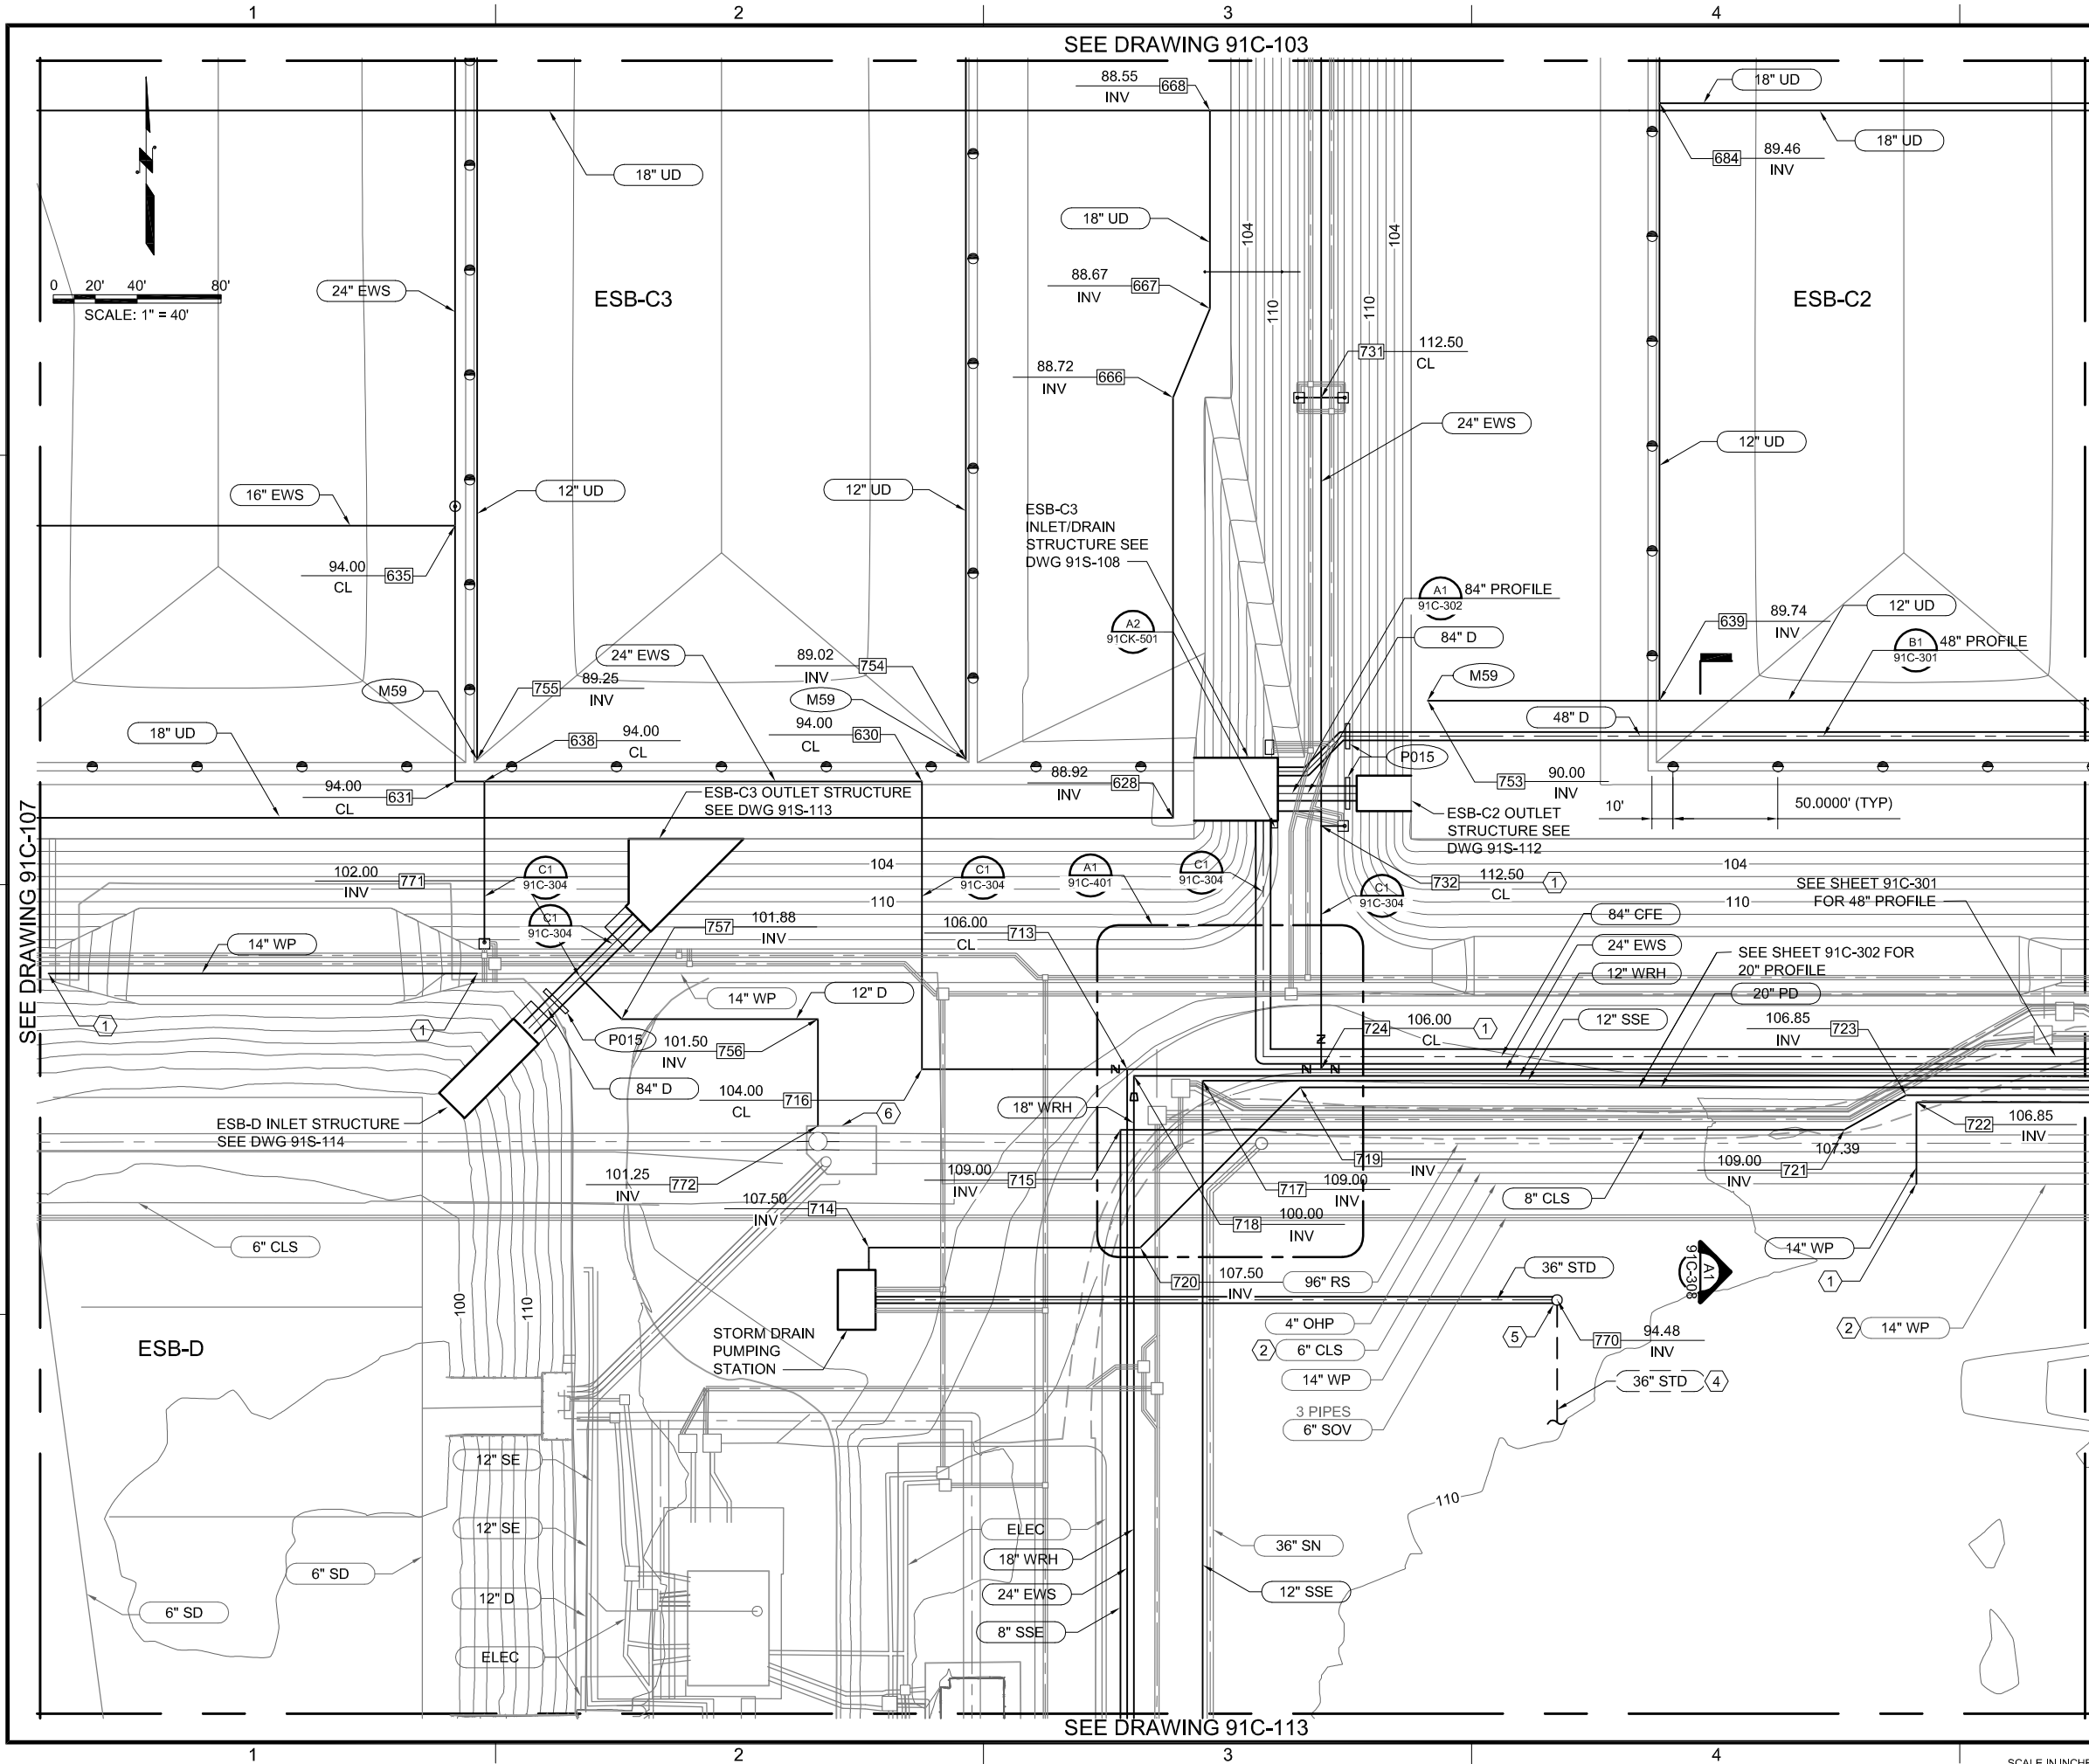 1
2
3
4
SEE DRAWING 91C-103
88.55
INV
668
18" UD
18" UD
18" UD
684
89.46
INV
18" UD
104
104
88.67
INV
667
0 20' 40' 80'
SCALE: 1" = 40'
24" EWS
ESB-C3
110
110
ESB-C2
731
112.50
CL
88.72
INV
666
24" EWS
12" UD
16" EWS
12" UD
12" UD
ESB-C3
INLET/DRAIN
STRUCTURE SEE
DWG 91S-108
94.00
CL
635
A1
91C-302
84" PROFILE
A2
91CK-501
84" D
639
89.74
INV
12" UD
B1
91C-301
48" PROFILE
24" EWS
89.02
INV
754
M59
755
89.25
INV
M59
M59
18" UD
638
94.00
CL
94.00
CL
630
48" D
P015
94.00
CL
631
ESB-C3 OUTLET STRUCTURE
SEE DWG 91S-113
88.92
INV
628
753
90.00
INV
10'
50.0000' (TYP)
ESB-C2 OUTLET
STRUCTURE SEE
DWG 91S-112
SEE DRAWING 91C-107
102.00
INV
771
C1
91C-304
104
C1
91C-304
A1
91C-401
C1
91C-304
104
732
112.50
CL
1
SEE SHEET 91C-301
FOR 48" PROFILE
C1
91C-304
110
C1
91C-304
110
84" CFE
14" WP
757
101.88
INV
106.00
CL
713
24" EWS
SEE SHEET 91C-302 FOR
20" PROFILE
12" WRH
14" WP
12" D
20" PD
1
1
P015
101.50
INV
756
724
106.00
CL
1
12" SSE
106.85
INV
723
84" D
104.00
CL
716
6
18" WRH
ESB-D INLET STRUCTURE
SEE DWG 91S-114
722
106.85
INV
107.39
101.25
INV
772
109.00
INV
715
719
INV
109.00
INV
721
717
109.00
INV
8" CLS
107.50
INV
714
718
100.00
INV
6" CLS
14" WP
A1
91C-308
1
720
107.50
INV
96" RS
36" STD
100
110
4" OHP
5
770
94.48
INV
2
14" WP
ESB-D
STORM DRAIN
PUMPING
STATION
2
6" CLS
14" WP
36" STD
4
3 PIPES
6" SOV
12" SE
110
12" SE
ELEC
36" SN
18" WRH
6" SD
24" EWS
12" SSE
12" D
6" SD
8" SSE
ELEC
SEE DRAWING 91C-113
1
2
3
4